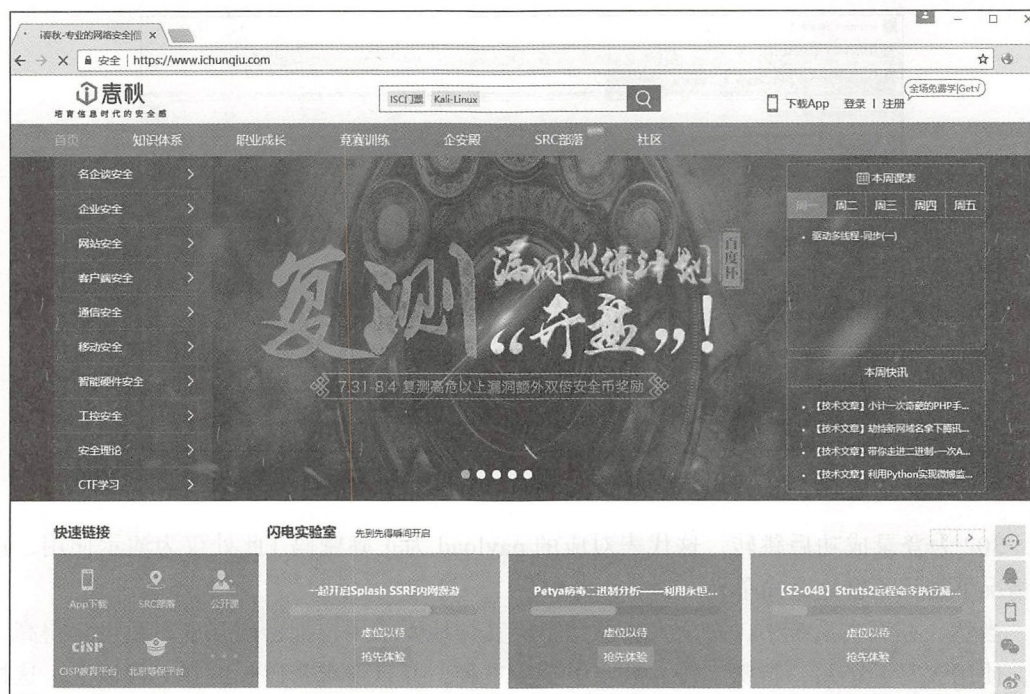 i春秋-专业的网络安全|信
安全 | https://www.ichunqiu.com
i春秋
培育信息时代的安全感
ISC门票 Kali-Linux
下载App 登录 | 注册
全场免费学|Get√
首页 知识体系 职业成长 竞赛训练 企安殿 SRC部落 社区
名企谈安全
企业安全
网站安全
客户端安全
通信安全
移动安全
智能硬件安全
工控安全
安全理论
CTF学习
复测
漏洞巡缉计划
百度朴
“开盘”!
7.31-8.4 复测高危以上漏洞额外双倍安全币奖励
本周课表
周一 周二 周三 周四 周五
驱动多线程-同步(一)
本周快讯
【技术文章】小计一次奇葩的PHP手...
【技术文章】劫持新网域名拿下腾讯...
【技术文章】带你走进二进制-一次A...
【技术文章】利用Python实现微博监...
快速链接
App下载 SRC部落 公开课
CISP
CISP教育平台 北京等保平台
闪电实验室 先到先得瞬间开启
一起开启Splash SSRF内网漫游
虚位以待
抢先体验
Petya病毒二进制分析——利用永恒...
虚位以待
抢先体验
【S2-048】Struts2远程命令执行漏...
虚位以待
抢先体验